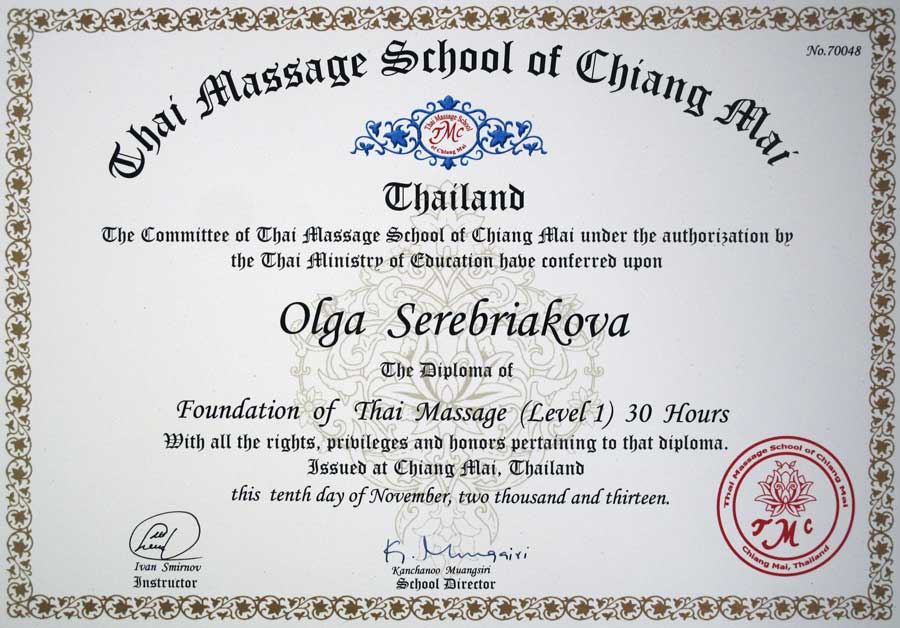 No.70048
Thai Massage School of Chiang Mai
Thai Massage School
TMC
of Chiang Mai
Thailand
The Committee of Thai Massage School of Chiang Mai under the authorization by
the Thai Ministry of Education have conferred upon
Olga Serebriakova
The Diploma of
Foundation of Thai Massage (Level 1) 30 Hours
With all the rights, privileges and honors pertaining to that diploma.
Issued at Chiang Mai, Thailand
this tenth day of November, two thousand and thirteen.
Thai Massage School of Chiang Mai
TMC
Chiang Mai, Thailand
K. Muangsiri
Ivan Smirnov
Instructor
Kanchanoo Muangsiri
School Director